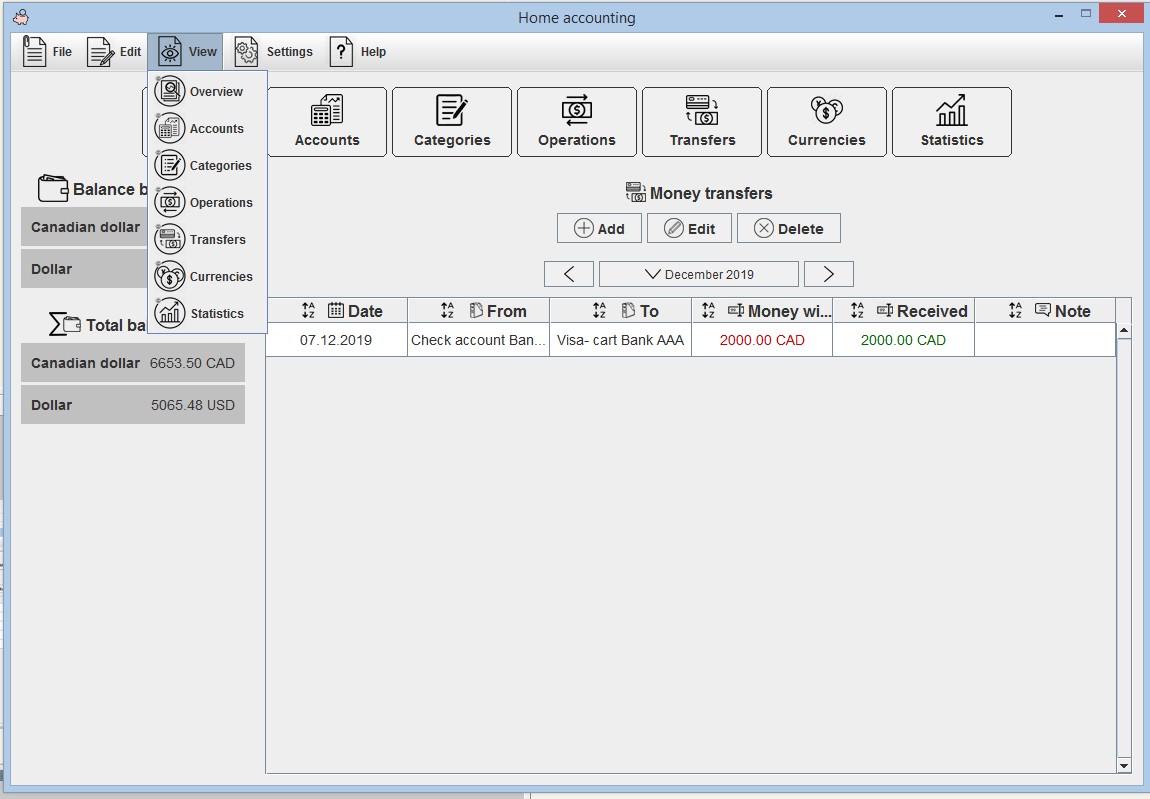 Home accounting
File Edit View Settings Help
Overview
Accounts
Categories
Operations
Transfers
Currencies
Statistics
Accounts Categories Operations Transfers Currencies Statistics
Balance b
Canadian dollar
Dollar
Total ba
Canadian dollar 6653.50 CAD
Dollar 5065.48 USD
Money transfers
Add Edit Delete
December 2019
Date From To Money wi... Received Note
07.12.2019 Check account Ban... Visa- cart Bank AAA 2000.00 CAD 2000.00 CAD